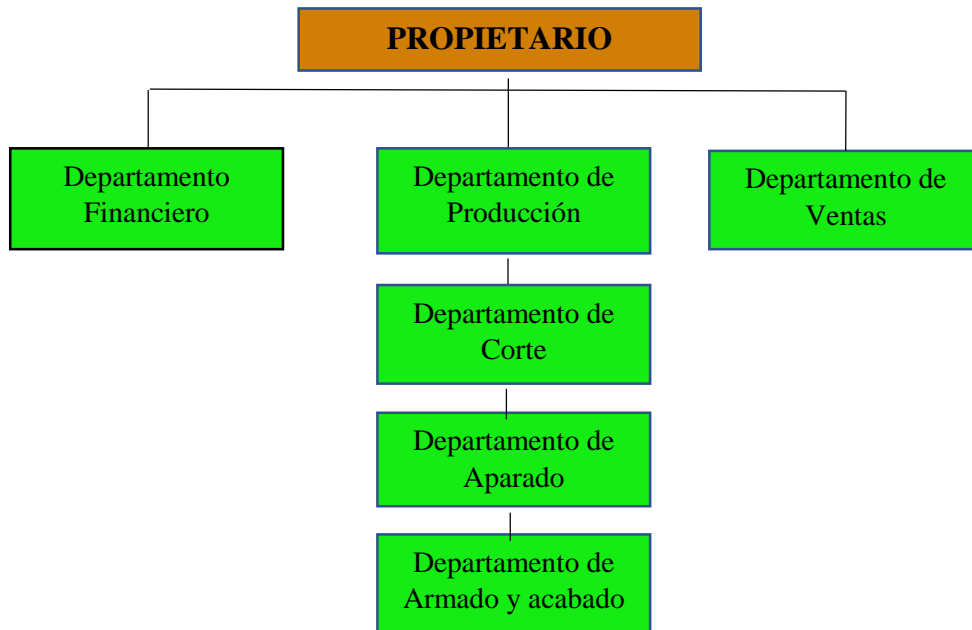 PROPIETARIO
Departamento
Financiero
Departamento de
Producción
Departamento de
Ventas
Departamento de
Corte
Departamento de
Aparado
Departamento de
Armado y acabado